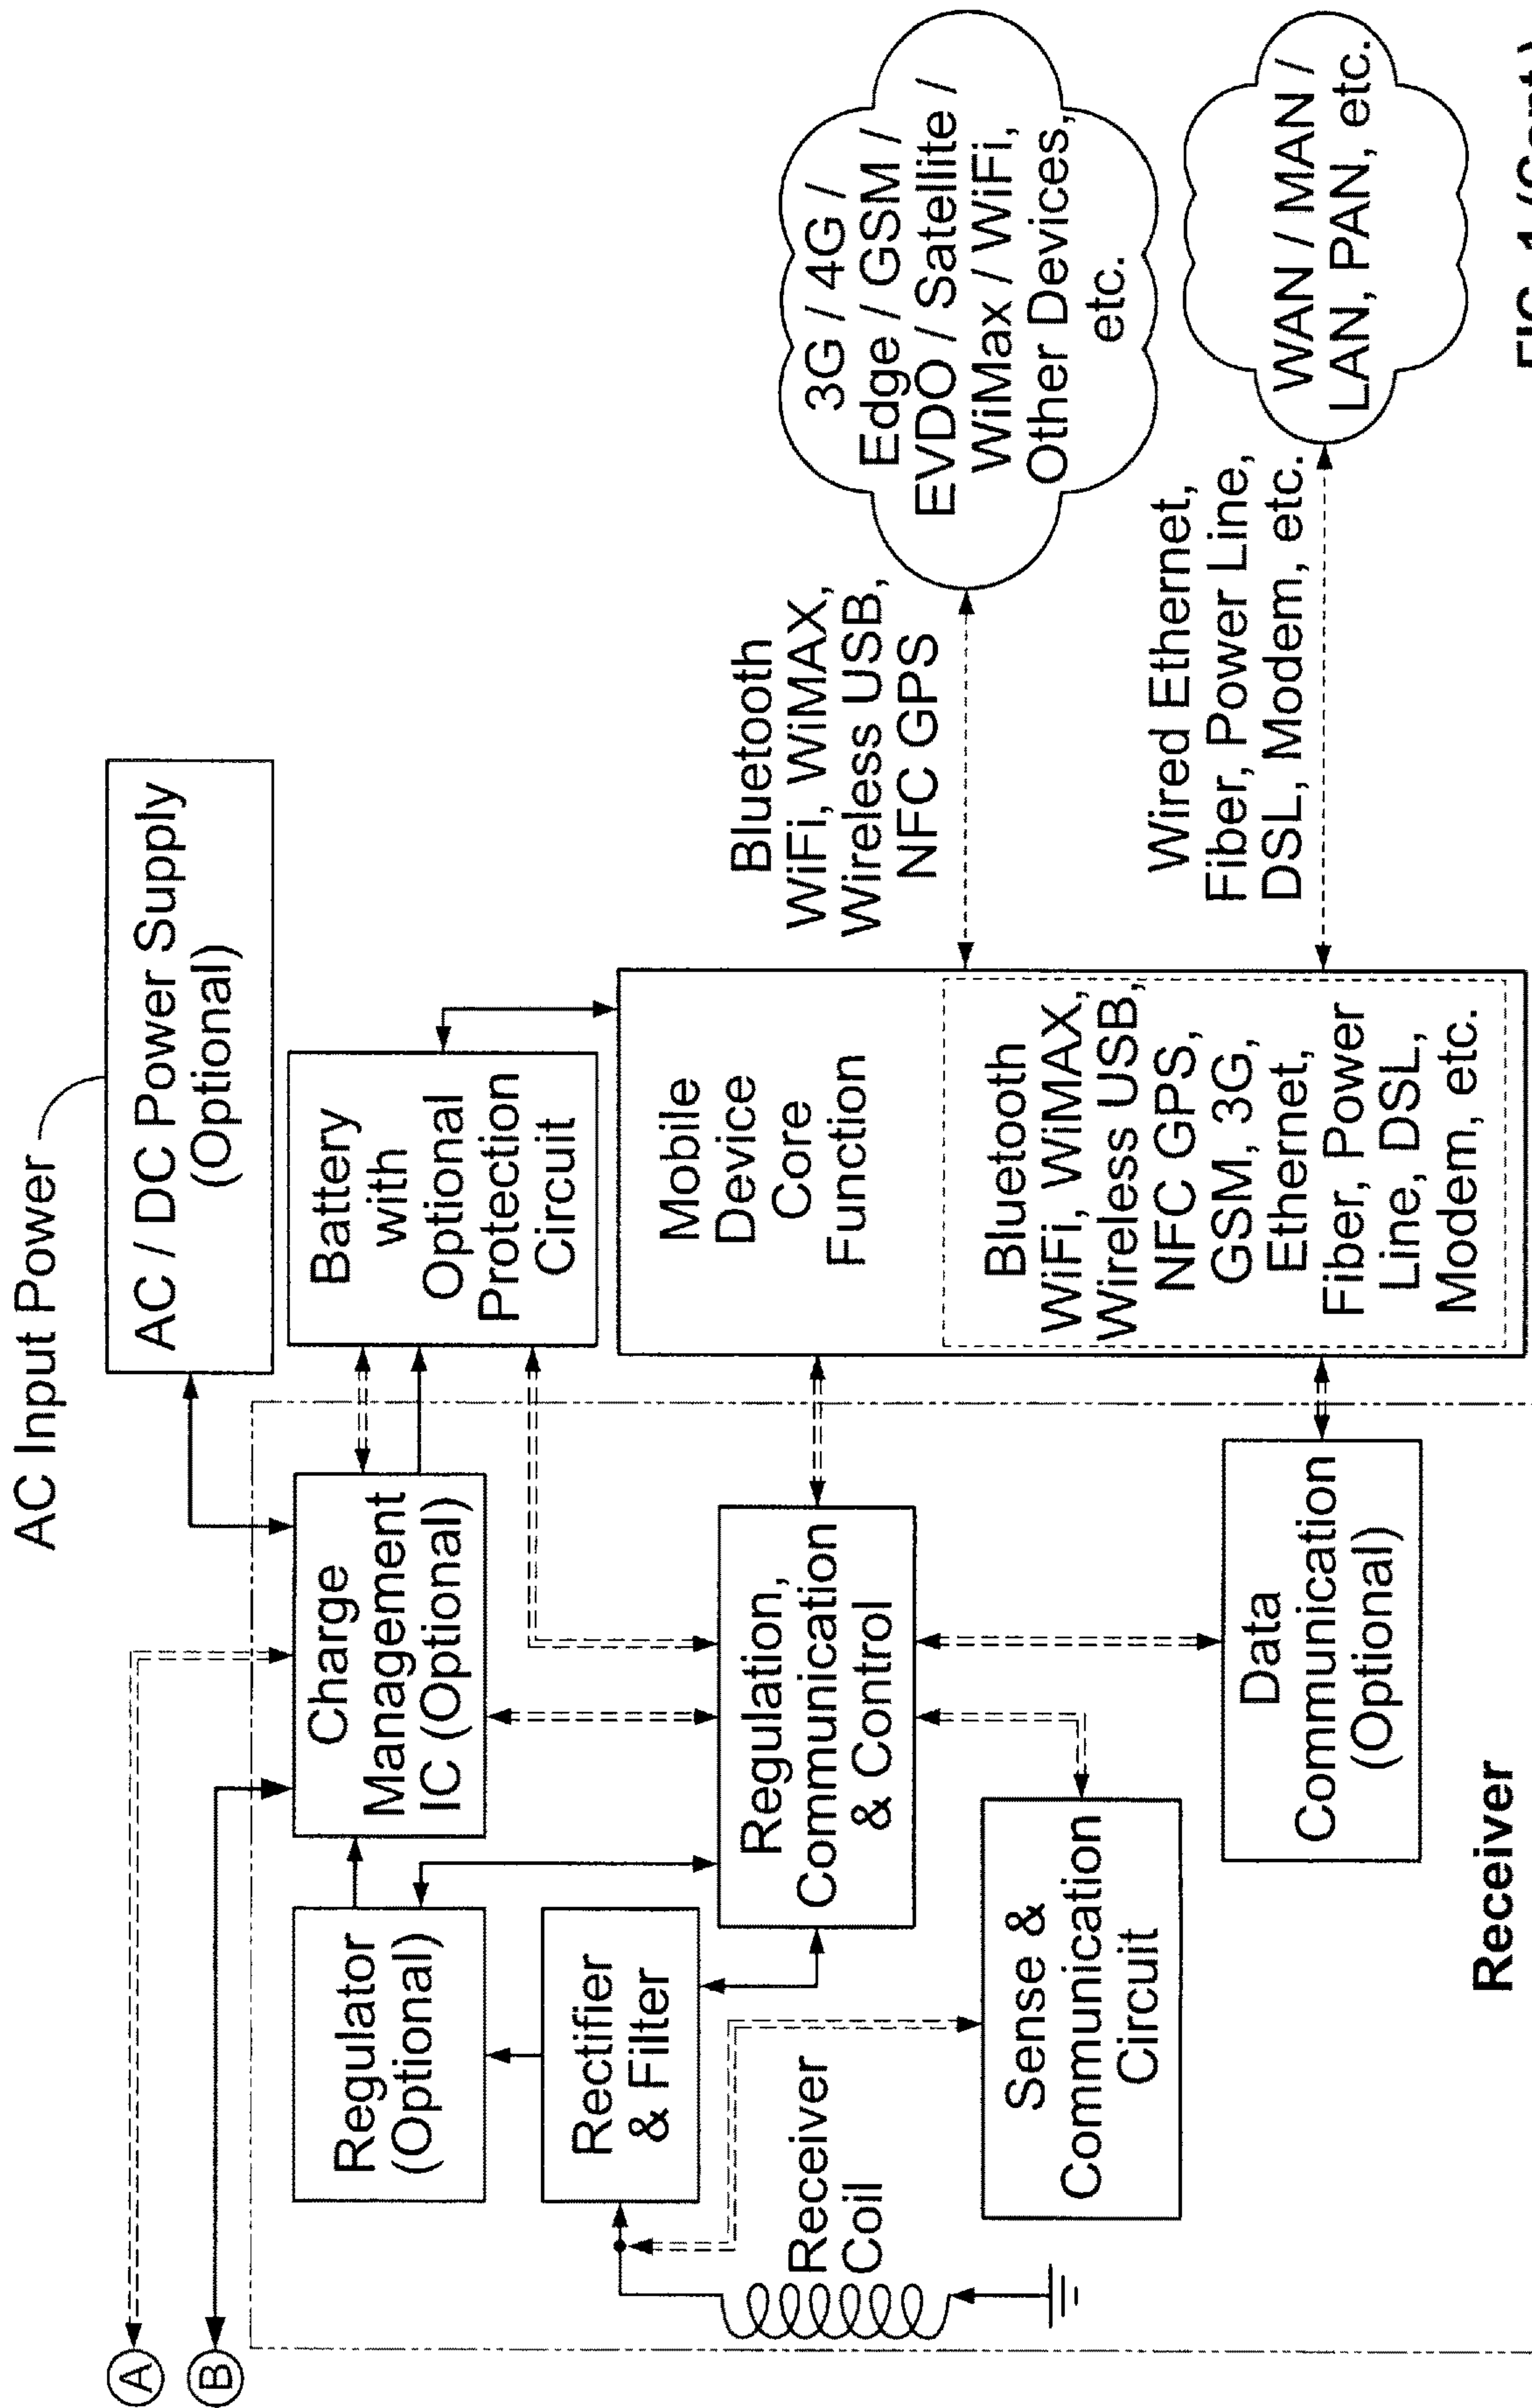 AC Input Power
AC / DC Power Supply
(Optional)
A
B
Charge
Management
IC (Optional)
Battery
with
Optional
Protection
Circuit
Regulator
(Optional)
Rectifier
& Filter
Regulation,
Communication
& Control
Mobile
Device
Core
Function
Bluetooth
WiFi, WiMAX,
Wireless USB,
NFC GPS,
GSM, 3G,
Ethernet,
Fiber, Power
Line, DSL,
Modem, etc.
Receiver
Coil
Sense &
Communication
Circuit
Data
Communication
(Optional)
Bluetooth
WiFi, WiMAX,
Wireless USB,
NFC GPS
3G / 4G /
Edge / GSM /
EVDO / Satellite /
WiMax / WiFi,
Other Devices,
etc.
Wired Ethernet,
Fiber, Power Line,
DSL, Modem, etc.
WAN / MAN /
LAN, PAN, etc.
Receiver
FIG. 1 (Cont.)